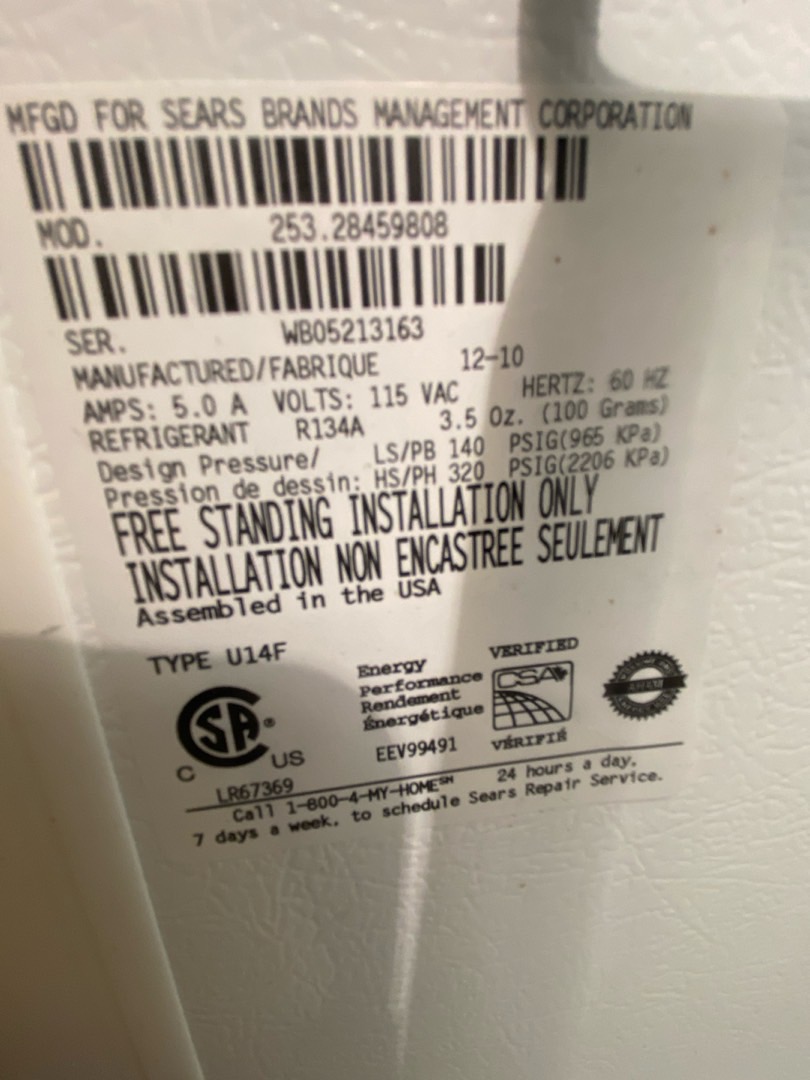 MFGD FOR SEARS BRANDS MANAGEMENT CORPORATION
MOD. 253.28459808
SER. WB05213163
MANUFACTURED/FABRIQUE 12-10
AMPS: 5.0 A VOLTS: 115 VAC HERTZ: 60 HZ
REFRIGERANT R134A 3.5 Oz. (100 Grams)
Design Pressure/ LS/PB 140 PSIG(965 KPa)
Pression de dessin: HS/PH 320 PSIG(2206 KPa)
FREE STANDING INSTALLATION ONLY
INSTALLATION NON ENCASTREE SEULEMENT
Assembled in the USA
TYPE U14F
Energy
Performance
Rendement
Énergétique
EEV99491
VERIFIED
CSA
VÉRIFIÉ
SA ®
C US
LR67369
Call 1-800-4-MY-HOME℠ 24 hours a day,
7 days a week, to schedule Sears Repair Service.